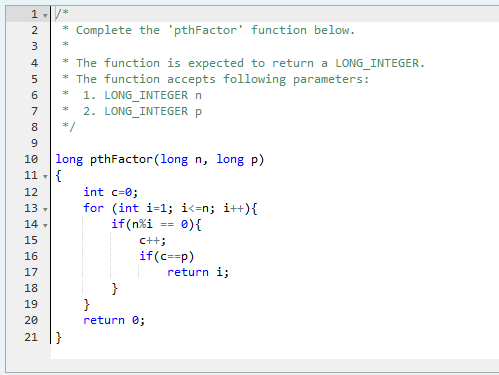 1 /*
2 * Complete the 'pthFactor' function below.
3 *
4 * The function is expected to return a LONG_INTEGER.
5 * The function accepts following parameters:
6 *  1. LONG_INTEGER n
7 *  2. LONG_INTEGER p
8 */
9
10 long pthFactor(long n, long p)
11 {
12     int c=0;
13     for (int i=1; i<=n; i++){
14         if(n%i == 0){
15             c++;
16             if(c==p)
17                 return i;
18         }
19     }
20     return 0;
21 }